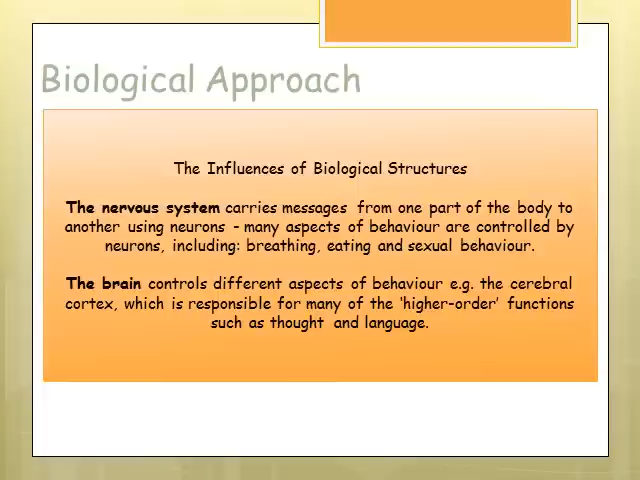 Biological Approach
The Influences of Biological Structures
The nervous system carries messages from one part of the body to
another using neurons - many aspects of behaviour are controlled by
neurons, including: breathing, eating and sexual behaviour.
The brain controls different aspects of behaviour e.g. the cerebral
cortex, which is responsible for many of the ‘higher-order’ functions
such as thought and language.